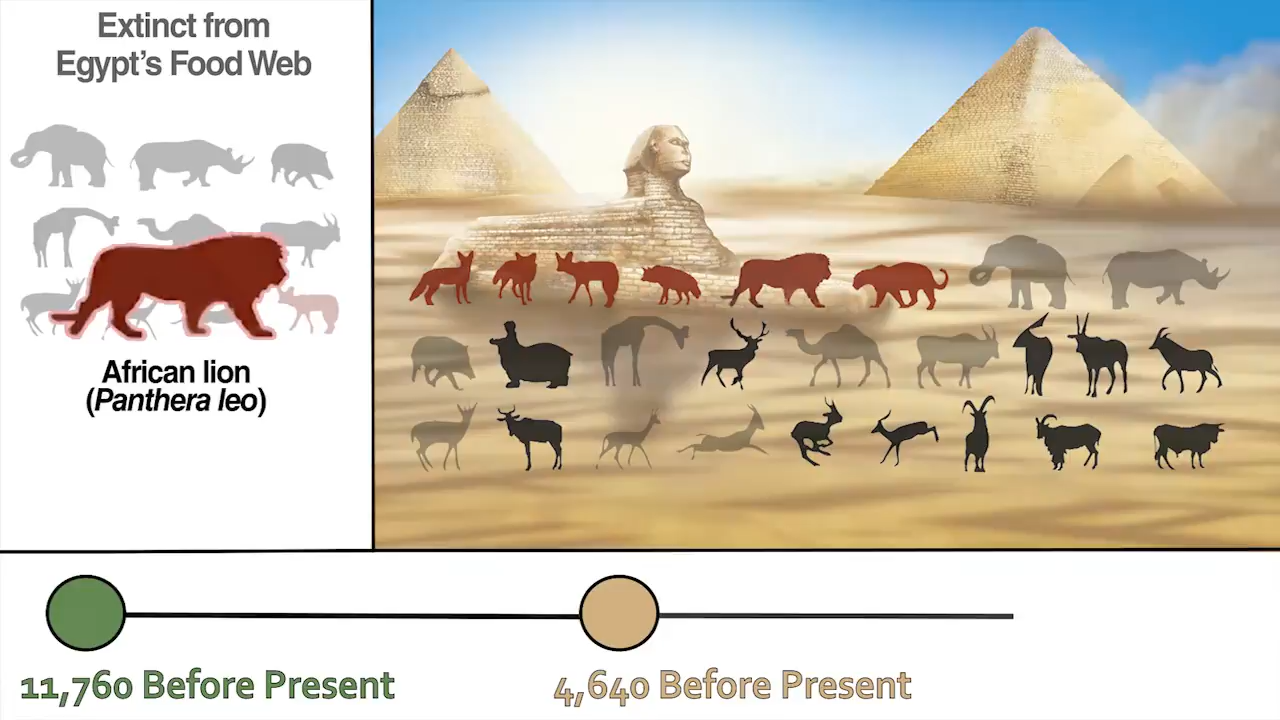 Extinct from
Egypt's Food Web
African lion
(Panthera leo)
11,760 Before Present
4,640 Before Present